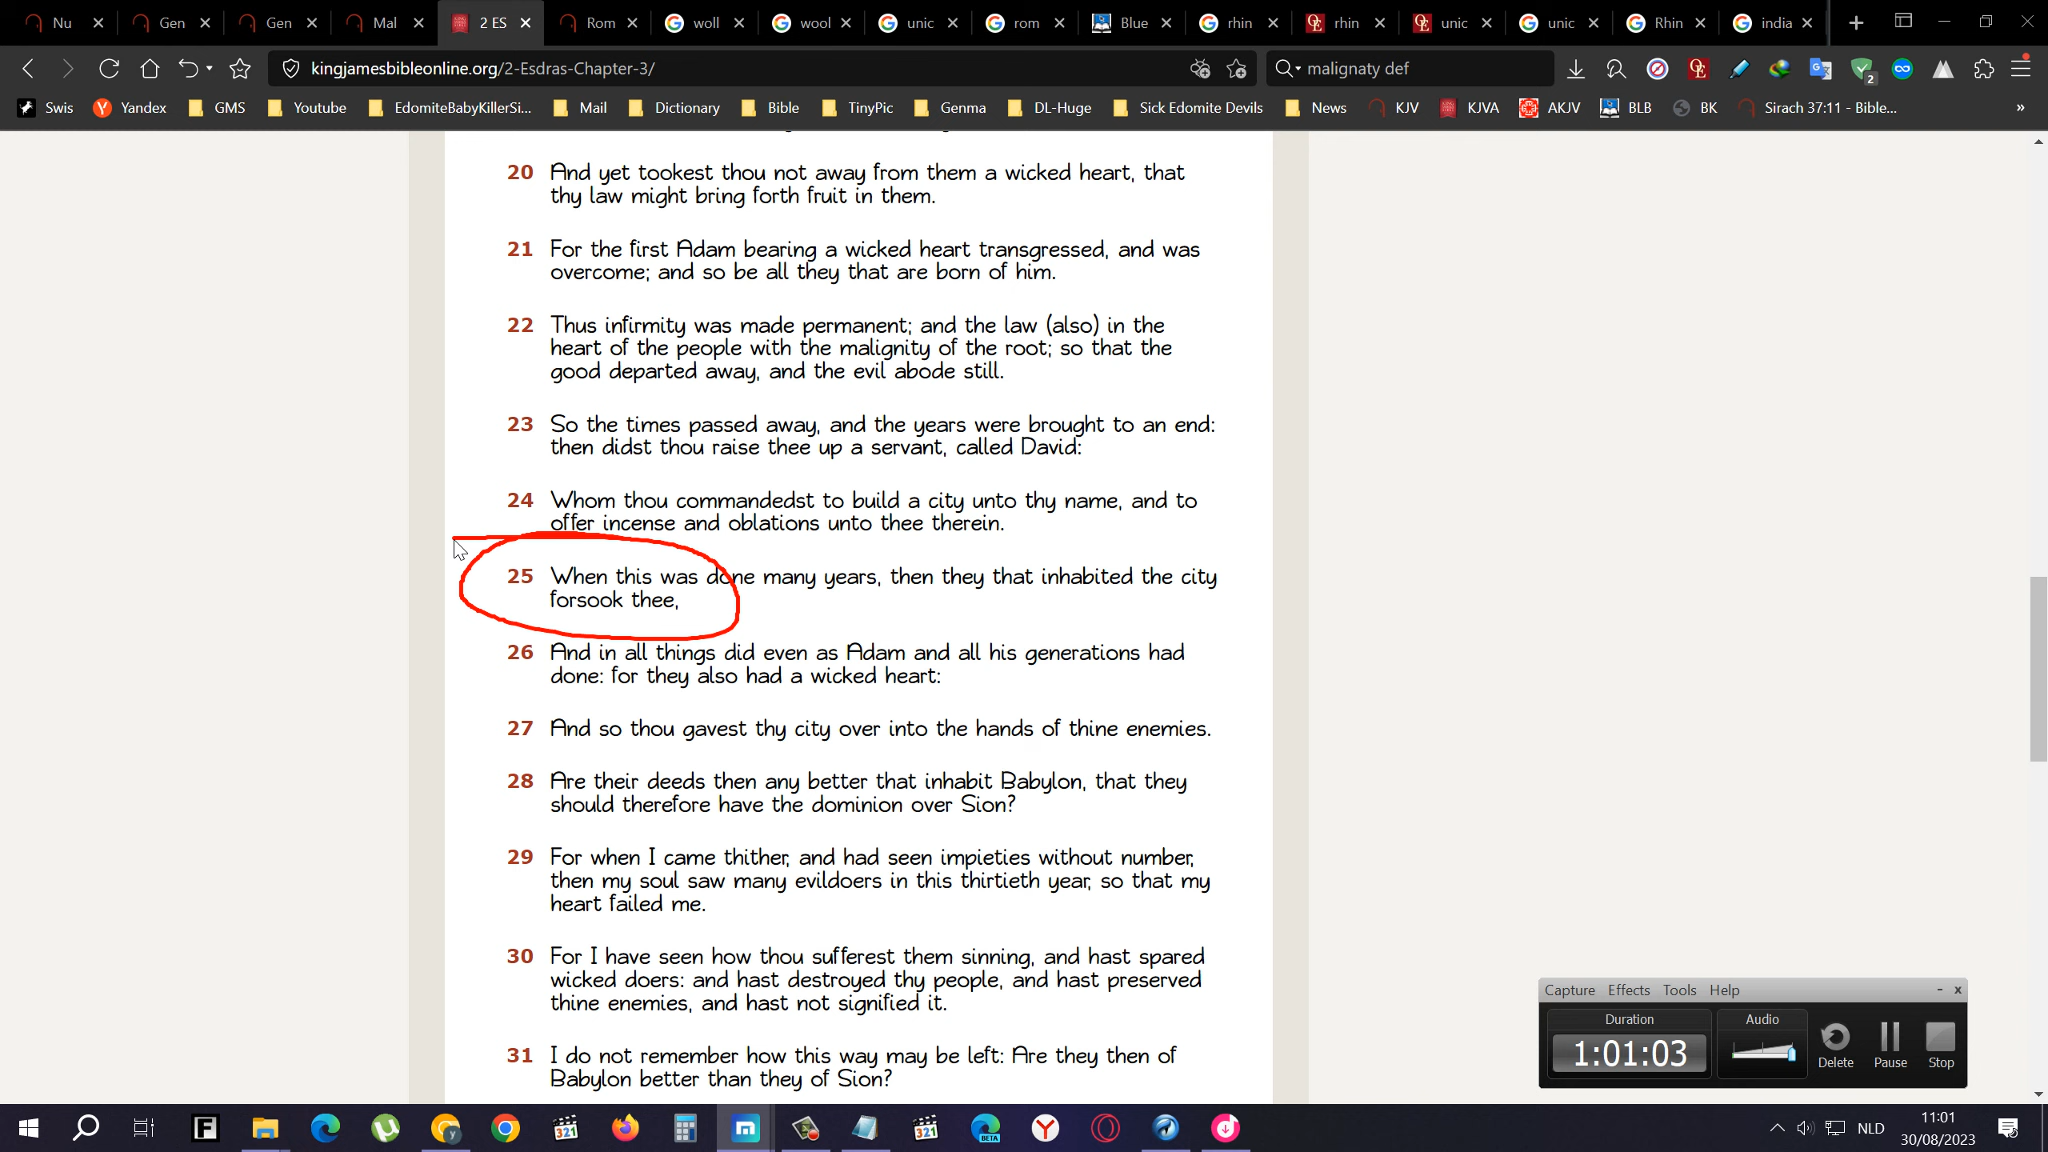 Nu Gen Gen Mal 2 ES Rom woll wool unic rom Blue rhin rhin unic unic Rhin india
kingjamesbibleonline.org/2-Esdras-Chapter-3/ malignaty def 2
Swis Yandex GMS Youtube EdomiteBabyKillerSi... Mail Dictionary Bible TinyPic Genma DL-Huge Sick Edomite Devils News KJV KJVA AKJV BLB BK Sirach 37:11 - Bible... »
20 And yet tookest thou not away from them a wicked heart, that
thy law might bring forth fruit in them.
21 For the first Adam bearing a wicked heart transgressed, and was
overcome; and so be all they that are born of him.
22 Thus infirmity was made permanent; and the law (also) in the
heart of the people with the malignity of the root; so that the
good departed away, and the evil abode still.
23 So the times passed away, and the years were brought to an end:
then didst thou raise thee up a servant, called David:
24 Whom thou commandedst to build a city unto thy name, and to
offer incense and oblations unto thee therein.
25 When this was done many years, then they that inhabited the city
forsook thee,
26 And in all things did even as Adam and all his generations had
done: for they also had a wicked heart:
27 And so thou gavest thy city over into the hands of thine enemies.
28 Are their deeds then any better that inhabit Babylon, that they
should therefore have the dominion over Sion?
29 For when I came thither, and had seen impieties without number,
then my soul saw many evildoers in this thirtieth year, so that my
heart failed me.
30 For I have seen how thou sufferest them sinning, and hast spared
wicked doers: and hast destroyed thy people, and hast preserved
thine enemies, and hast not signified it.
31 I do not remember how this way may be left: Are they then of
Babylon better than they of Sion?
Capture Effects Tools Help
Duration Audio
1:01:03
Delete Pause Stop
NLD
11:01
30/08/2023